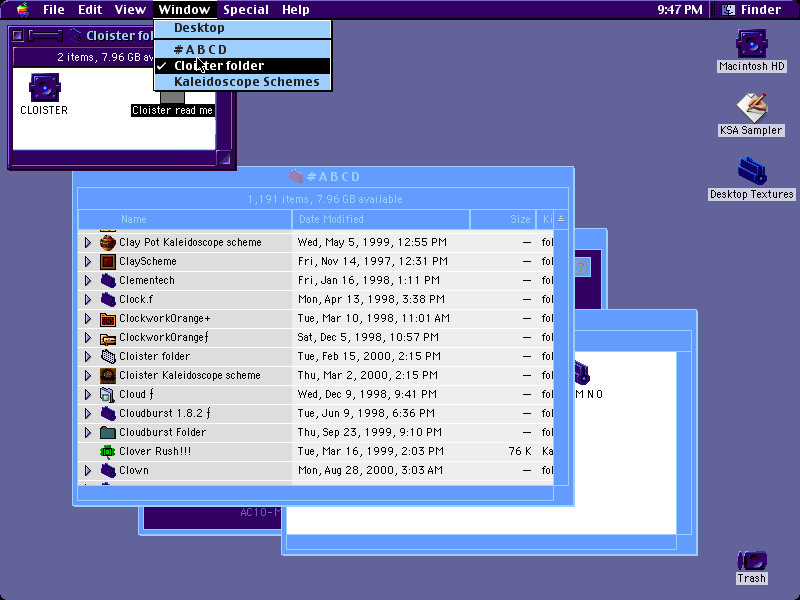 File Edit View Window Special Help 9:47 PM Finder
Desktop
#ABCD
✓ Cloister folder
Kaleidoscope Schemes
Cloister fol
2 items, 7.96 GB av
CLOISTER
Cloister read me
Macintosh HD
KSA Sampler
Desktop Textures
#ABCD
1,191 items, 7.96 GB available
Name Date Modified Size Ki
Clay Pot Kaleidoscope scheme Wed, May 5, 1999, 12:55 PM — fol
ClayScheme Fri, Nov 14, 1997, 12:31 PM — fol
Clementech Fri, Jan 16, 1998, 1:11 PM — fol
Clock.f Mon, Apr 13, 1998, 3:38 PM — fol
ClockworkOrange+ Tue, Mar 10, 1998, 11:01 AM — fol
ClockworkOrangeƒ Sat, Dec 5, 1998, 10:57 PM — fol
Cloister folder Tue, Feb 15, 2000, 2:15 PM — fol
Cloister Kaleidoscope scheme Thu, Mar 2, 2000, 2:15 PM — fol
Cloud ƒ Wed, Dec 9, 1998, 9:41 PM — fol
Cloudburst 1.8.2 ƒ Tue, Jun 9, 1998, 6:36 PM — fol
Cloudburst Folder Thu, Sep 23, 1999, 9:10 PM — fol
Clover Rush!!! Tue, Mar 16, 1999, 2:03 PM 76 K Ka
Clown Mon, Aug 28, 2000, 3:03 AM — fol
M N O
AC10-M
Trash